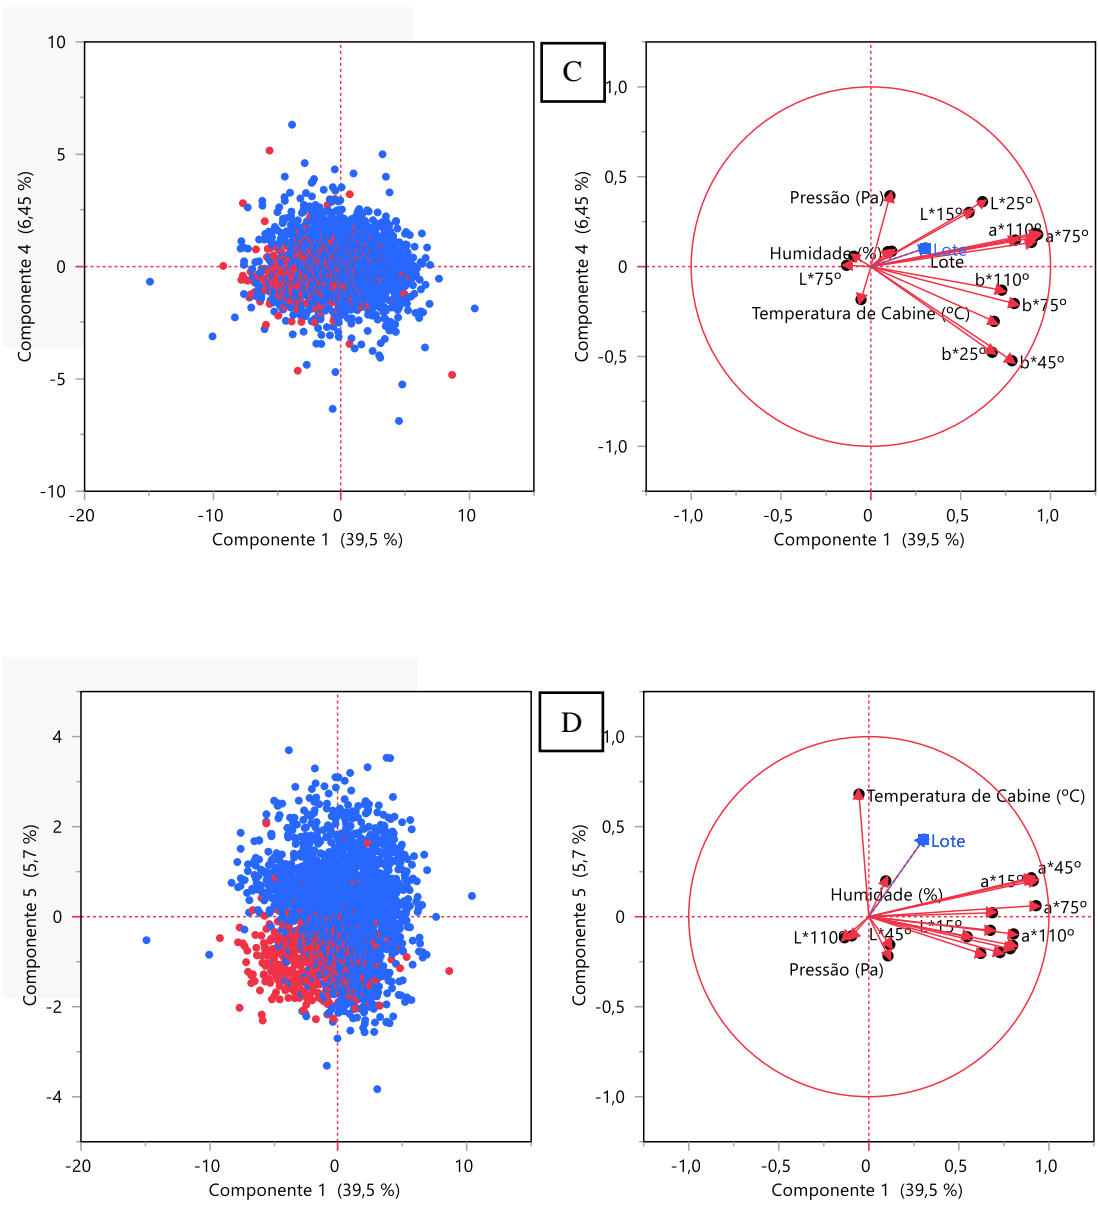 C
10
5
0
-5
-10
Componente 4 (6,45 %)
-20
-10
0
10
Componente 1 (39,5 %)
1,0
0,5
0
-0,5
-1,0
Componente 4 (6,45 %)
Pressão (Pa)
L*15º
L*25º
a*110º
a*75º
Humidade (%)
Lote
Lote
L*75º
b*110º
Temperatura de Cabine (ºC)
b*75º
b*25º
b*45º
-1,0
-0,5
0
0,5
1,0
Componente 1 (39,5 %)
D
4
2
0
-2
-4
Componente 5 (5,7 %)
-20
-10
0
10
Componente 1 (39,5 %)
1,0
0,5
0
-0,5
-1,0
Componente 5 (5,7 %)
Temperatura de Cabine (ºC)
Lote
a*45º
a*15º
Humidade (%)
a*75º
L*15º
L*110º
L*45º
a*110º
Pressão (Pa)
-1,0
-0,5
0
0,5
1,0
Componente 1 (39,5 %)